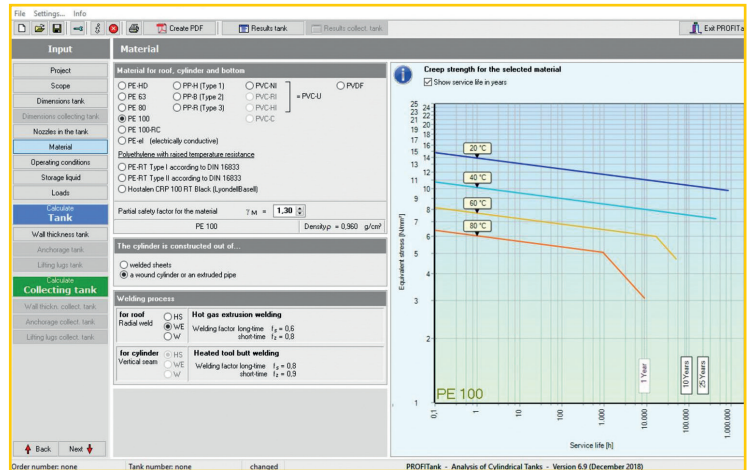 File Settings... Info
Create PDF Results tank Results collect. tank Exit PROFITa
Input
Project
Scope
Dimensions tank
Dimensions collecting tank
Nozzles in the tank
Material
Operating conditions
Storage liquid
Loads
Calculate
Tank
Wall thickness tank
Anchorage tank
Lifting lugs tank
Calculate
Collecting tank
Wall thickn. collect. tank
Anchorage collect. tank
Lifting lugs collect. tank
Back Next
Material
Material for roof, cylinder and bottom
PE-HD PP-H (Type 1) PVC-NI PVDF
PE 63 PP-B (Type 2) PVC-RI = PVC-U
PE 80 PP-R (Type 3) PVC-HI
PE 100 PVC-C
PE 100-RC
PE-el (electrically conductive)
Polyethylene with raised temperature resistance
PE-RT Type I according to DIN 16833
PE-RT Type II according to DIN 16833
Hostalen CRP 100 RT Black (LyondellBasell)
Partial safety factor for the material γ M = 1,30
PE 100 Density ρ = 0,960 g/cm³
The cylinder is constructed out of...
welded sheets
a wound cylinder or an extruded pipe
Welding process
for roof HS Hot gas extrusion welding
Radial weld WE Welding factor long-time f s = 0,6
W short-time f z = 0,8
for cylinder HS Heated tool butt welding
Vertical seam WE Welding factor long-time f s = 0,8
W short-time f z = 0,9
Creep strength for the selected material
Show service life in years
Equivalent stress [N/mm²]
25
24
23
22
21
20
19
18
17
16
15
14
13
12
11
10
9
8
7
6
5
4
3
2
1
20 °C
40 °C
60 °C
80 °C
1 Year
10 Years
25 Years
PE 100
0,1 1 10 100 1.000 10.000 100.000 1.000.000
Service life [h]
Order number: none Tank number: none changed PROFITank - Analysis of Cylindrical Tanks - Version 6.9 (December 2018)